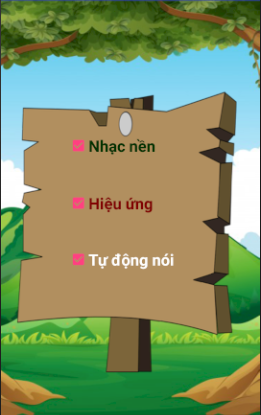 Nhạc nền
Hiệu ứng
Tự động nói